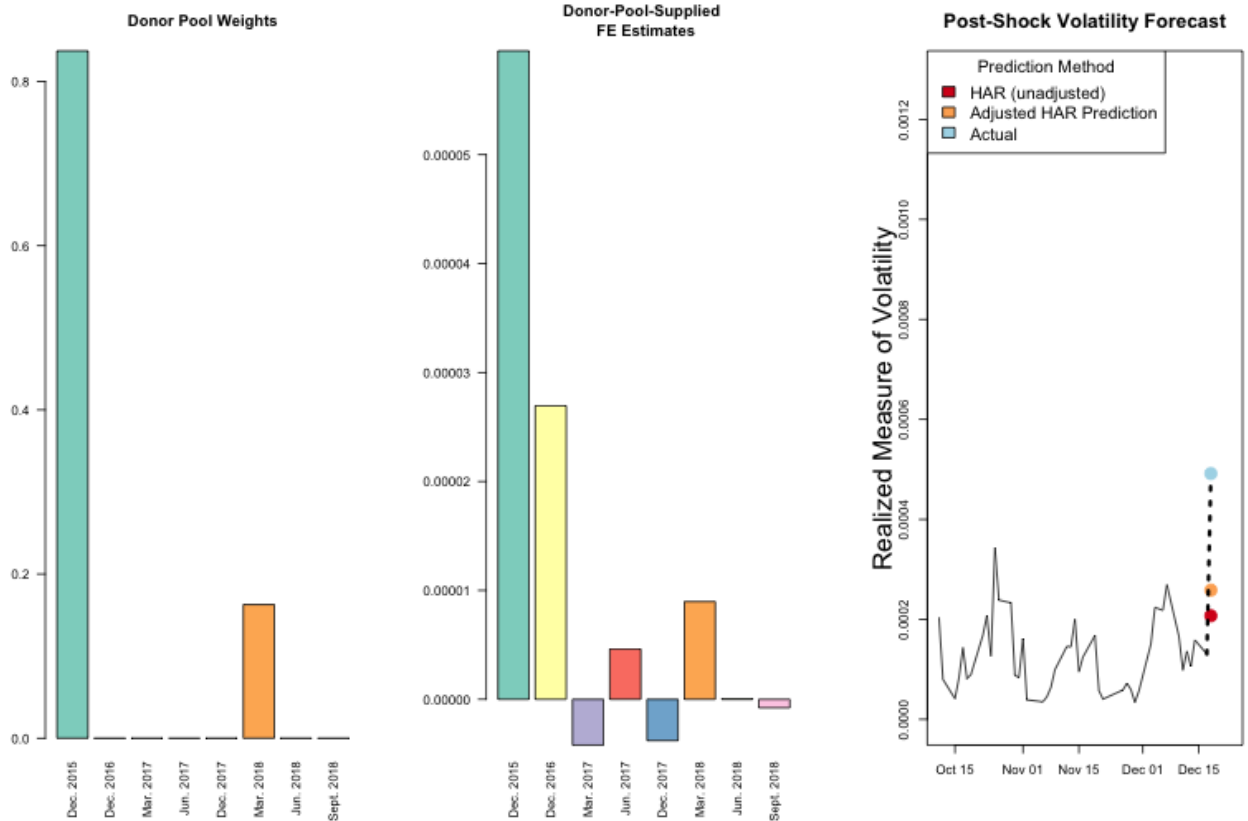 Donor Pool Weights
0.8
0.6
0.4
0.2
0.0
Dec. 2015
Dec. 2016
Mar. 2017
Jun. 2017
Dec. 2017
Mar. 2018
Jun. 2018
Sept. 2018
Donor-Pool-Supplied
FE Estimates
0.00005
0.00004
0.00003
0.00002
0.00001
0.00000
Dec. 2015
Dec. 2016
Mar. 2017
Jun. 2017
Dec. 2017
Mar. 2018
Jun. 2018
Sept. 2018
Post-Shock Volatility Forecast
Prediction Method
HAR (unadjusted)
Adjusted HAR Prediction
Actual
Realized Measure of Volatility
0.0012
0.0010
0.0008
0.0006
0.0004
0.0002
0.0000
Oct 15
Nov 01
Nov 15
Dec 01
Dec 15